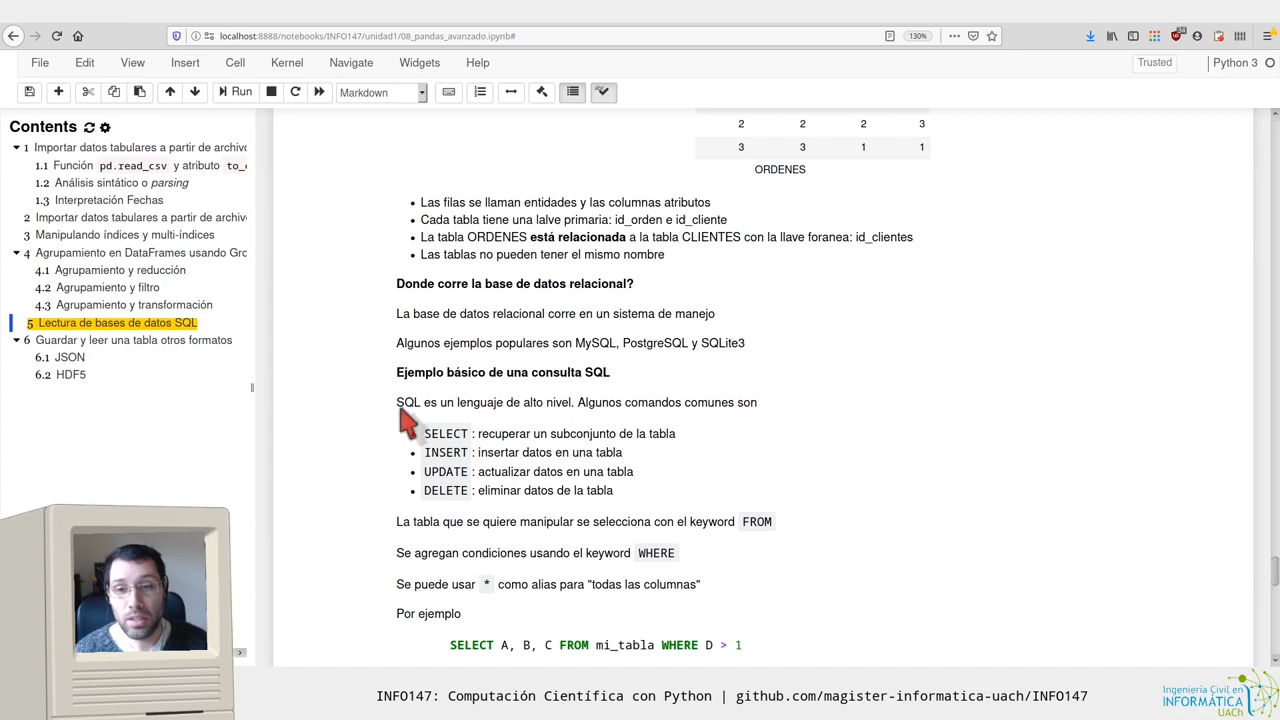 localhost:8888/notebooks/INFO147/unidad1/08_pandas_avanzado.ipynb#
130%
File Edit View Insert Cell Kernel Navigate Widgets Help
Trusted
Python 3
Run
Markdown
Contents
1 Importar datos tabulares a partir de archivo
1.1 Función pd.read_csv y atributo to_
1.2 Análisis sintático o parsing
1.3 Interpretación Fechas
2 Importar datos tabulares a partir de archive
3 Manipulando índices y multi-índices
4 Agrupamiento en DataFrames usando Gro
4.1 Agrupamiento y reducción
4.2 Agrupamiento y filtro
4.3 Agrupamiento y transformación
5 Lectura de bases de datos SQL
6 Guardar y leer una tabla otros formatos
6.1 JSON
6.2 HDF5
2 2 2 3
3 3 1 1
ORDENES
• Las filas se llaman entidades y las columnas atributos
• Cada tabla tiene una lalve primaria: id_orden e id_cliente
• La tabla ORDENES está relacionada a la tabla CLIENTES con la llave foranea: id_clientes
• Las tablas no pueden tener el mismo nombre
Donde corre la base de datos relacional?
La base de datos relacional corre en un sistema de manejo
Algunos ejemplos populares son MySQL, PostgreSQL y SQLite3
Ejemplo básico de una consulta SQL
SQL es un lenguaje de alto nivel. Algunos comandos comunes son
SELECT : recuperar un subconjunto de la tabla
• INSERT : insertar datos en una tabla
• UPDATE : actualizar datos en una tabla
• DELETE : eliminar datos de la tabla
La tabla que se quiere manipular se selecciona con el keyword FROM
Se agregan condiciones usando el keyword WHERE
Se puede usar * como alias para "todas las columnas"
Por ejemplo
SELECT A, B, C FROM mi_tabla WHERE D > 1
INFO147: Computación Científica con Python | github.com/magister-informatica-uach/INFO147
Ingeniería Civil en
INFORMÁTICA
UACh